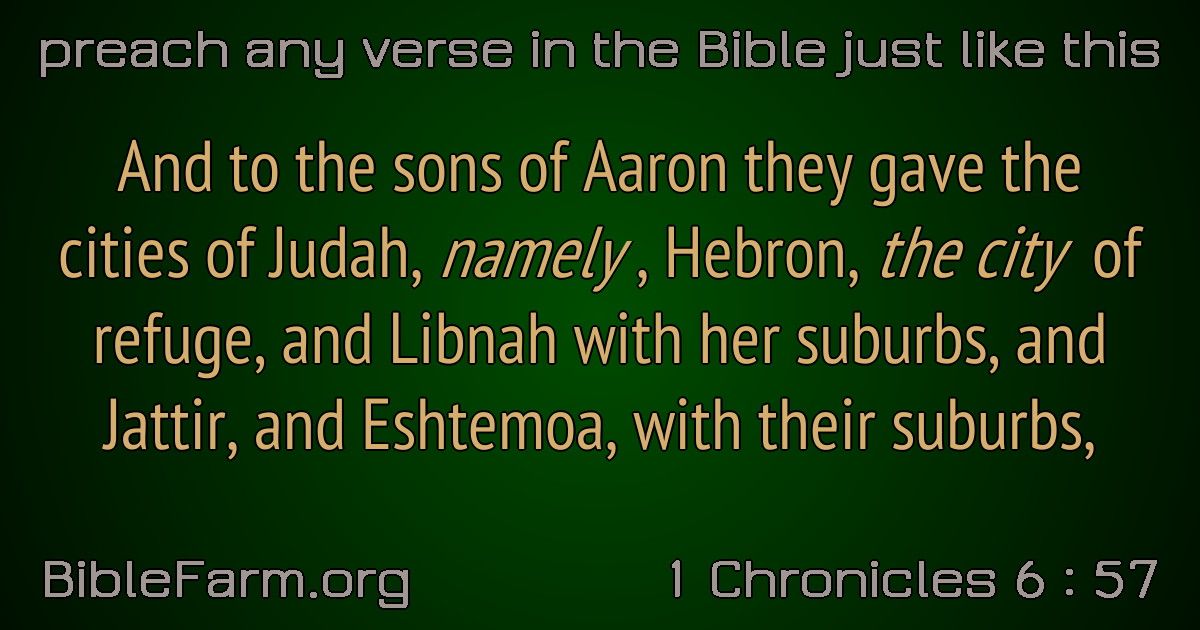 preach any verse in the Bible just like this
And to the sons of Aaron they gave the
cities of Judah, namely , Hebron, the city of
refuge, and Libnah with her suburbs, and
Jattir, and Eshtemoa, with their suburbs,
BibleFarm.org
1 Chronicles 6 : 57